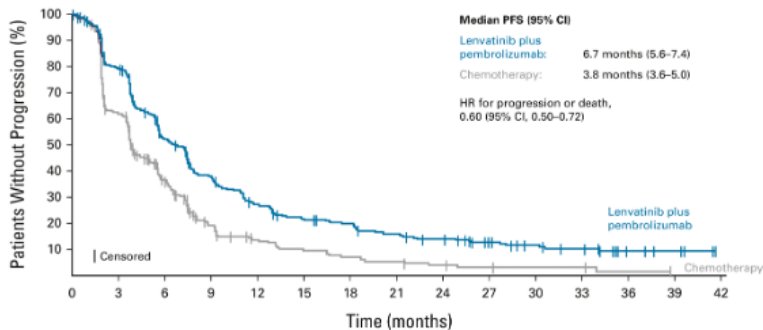 Patients Without Progression (%)
100
90
80
70
60
50
40
30
20
10
Median PFS (95% CI)
Lenvatinib plus
pembrolizumab: 6.7 months (5.6–7.4)
Chemotherapy: 3.8 months (3.6–5.0)
HR for progression or death,
0.60 (95% CI, 0.50–0.72)
Lenvatinib plus
pembrolizumab
Chemotherapy
Censored
0 3 6 9 12 15 18 21 24 27 30 33 36 39 42
Time (months)